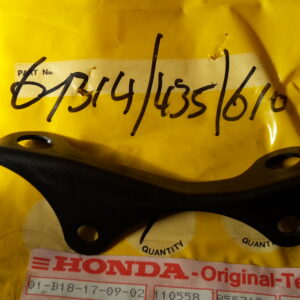 PART No
61314/435/610
QUANTITY
QUANTITY
HONDA-Original-Te
01-B18-17-09-02
110558